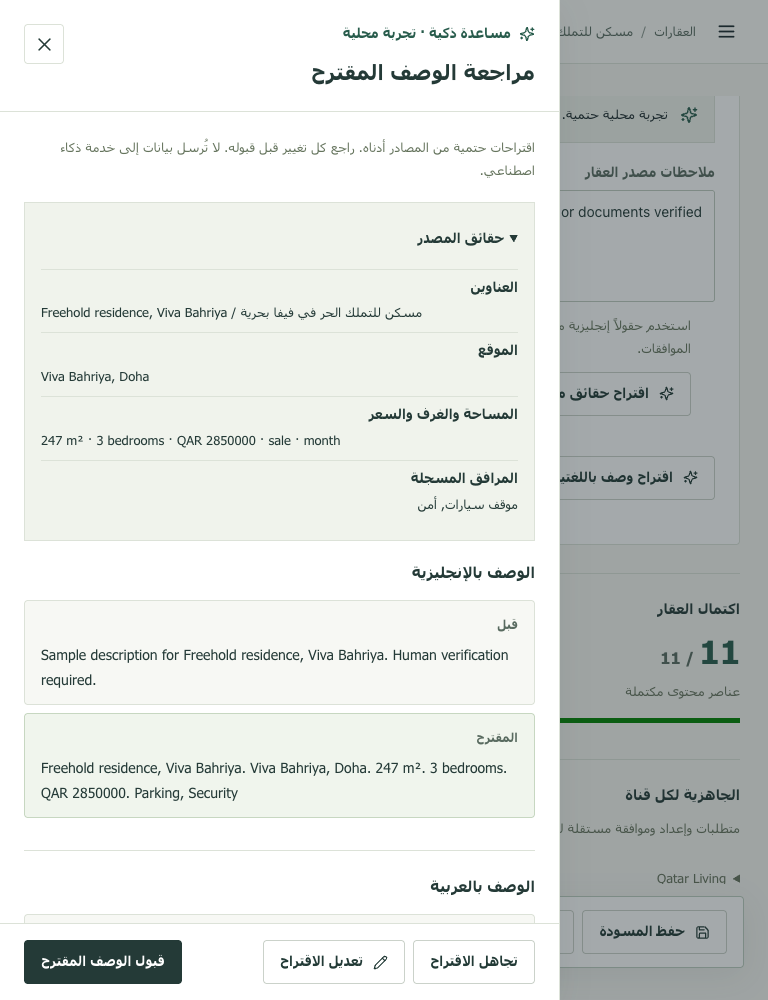 مساعدة ذكية · تجربة محلية
مراجعة الوصف المقترح
اقتراحات حتمية من المصادر أدناه. راجع كل تغيير قبل قبوله. لا تُرسل بيانات إلى خدمة ذكاء
اصطناعي.
حقائق المصدر
العناوين
Freehold residence, Viva Bahriya / مسكن للتملك الحر في فيفا بحرية
الموقع
Viva Bahriya, Doha
المساحة والغرف والسعر
247 m² · 3 bedrooms · QAR 2850000 · sale · month
المرافق المسجلة
موقف سيارات, أمن
الوصف بالإنجليزية
قبل
Sample description for Freehold residence, Viva Bahriya. Human verification
required.
المقترح
Freehold residence, Viva Bahriya. Viva Bahriya, Doha. 247 m². 3 bedrooms.
QAR 2850000. Parking, Security
الوصف بالعربية
تجاهل الاقتراح
تعديل الاقتراح
قبول الوصف المقترح
العقارات / مسكن للتملك
تجربة محلية حتمية.
ملاحظات مصدر العقار
or documents verified
استخدم حقولاً إنجليزية
الموافقات.
اقتراح حقائق
اقتراح وصف
اكتمال العقار
11 / 11
عناصر محتوى مكتملة
الجاهزية لكل قناة
متطلبات وإعداد وموافقة مستقلة
Qatar Living
حفظ المسودة